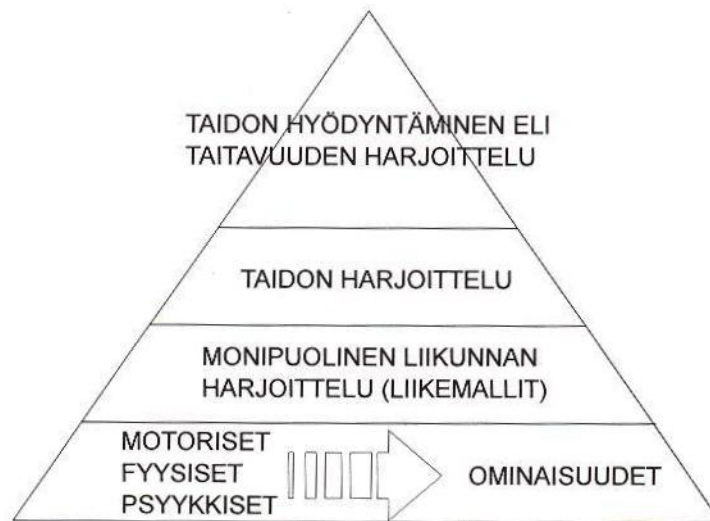 TAIDON HYÖDYNTÄMINEN ELI
TAITAVUUDEN HARJOITTELU
TAIDON HARJOITTELU
MONIPUOLINEN LIIKUNNAN
HARJOITTELU (LIIKEMALLIT)
MOTORISET
FYYSISET
PSYYKKISET
OMINAISUUDET